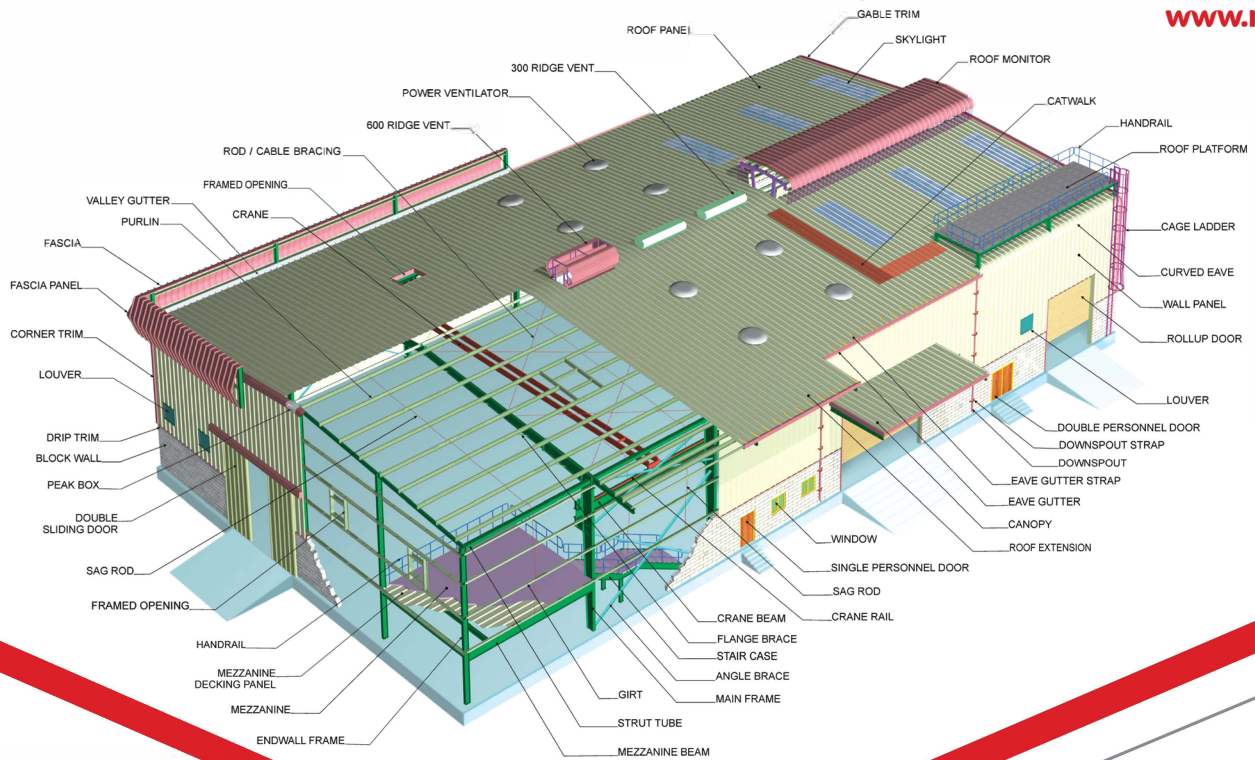 www.
GABLE TRIM
ROOF PANEL
SKYLIGHT
ROOF MONITOR
300 RIDGE VENT
POWER VENTILATOR
CATWALK
600 RIDGE VENT
HANDRAIL
ROD / CABLE BRACING
ROOF PLATFORM
FRAMED OPENING
VALLEY GUTTER
CRANE
PURLIN
CAGE LADDER
FASCIA
CURVED EAVE
FASCIA PANEL
WALL PANEL
CORNER TRIM
ROLLUP DOOR
LOUVER
LOUVER
DOUBLE PERSONNEL DOOR
DRIP TRIM
DOWNSPOUT STRAP
BLOCK WALL
DOWNSPOUT
PEAK BOX
EAVE GUTTER STRAP
EAVE GUTTER
DOUBLE
SLIDING DOOR
CANOPY
WINDOW
ROOF EXTENSION
SAG ROD
SINGLE PERSONNEL DOOR
SAG ROD
FRAMED OPENING
CRANE BEAM
CRANE RAIL
HANDRAIL
FLANGE BRACE
STAIR CASE
MEZZANINE
DECKING PANEL
ANGLE BRACE
GIRT
MAIN FRAME
MEZZANINE
STRUT TUBE
ENDWALL FRAME
MEZZANINE BEAM